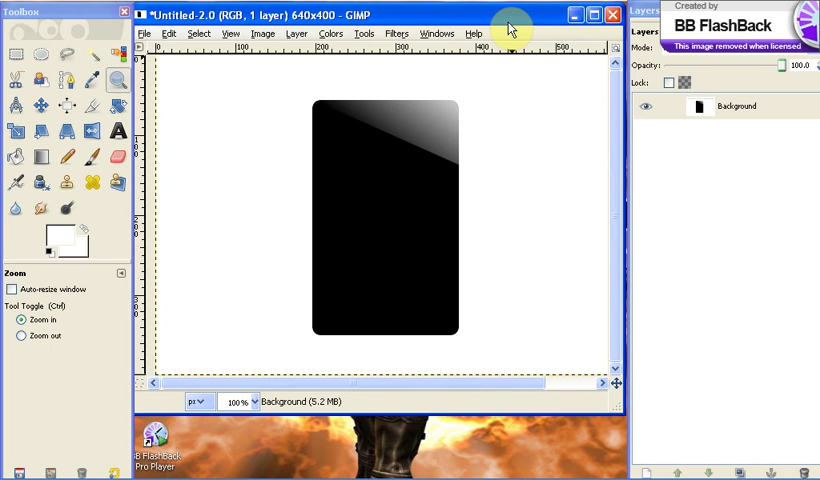 Toolbox
*Untitled-2.0 (RGB, 1 layer) 640x400 - GIMP
File Edit Select View Image Layer Colors Tools Filters Windows Help
0 100 200 300 400 500
Zoom
Auto-resize window
Tool Toggle (Ctrl)
Zoom in
Zoom out
px 100% Background (5.2 MB)
BB FlashBack
Pro Player
Created by
BB FlashBack
This image removed when licensed
Layers
Mode:
Opacity: 100.0
Lock:
Background